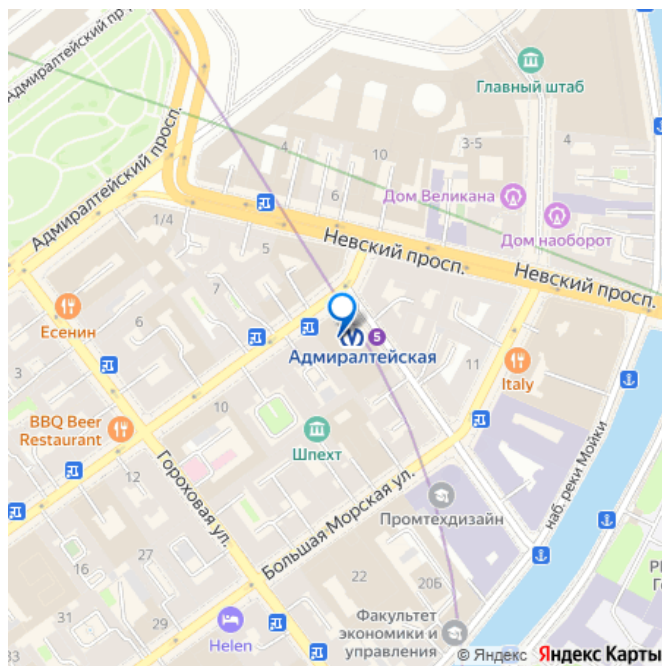 Адмиралтейский пр
Главный штаб
Адмиралтейский просп.
4
10
3-5
4
Дом Великана
6
Дом наоборот
1/4
Невский просп.
Невский просп.
5
7
Есенин
6
5
Адмиралтейская
3
11
Italy
10
BBQ Beer
Restaurant
Шпехт
наб. реки Мойки
12
Гороховая ул.
Большая Морская ул.
Промтехдизайн
27
16
22
20Б
31
29
33
Helen
Факультет
экономики и
управления
© Яндекс Яндекс Карты